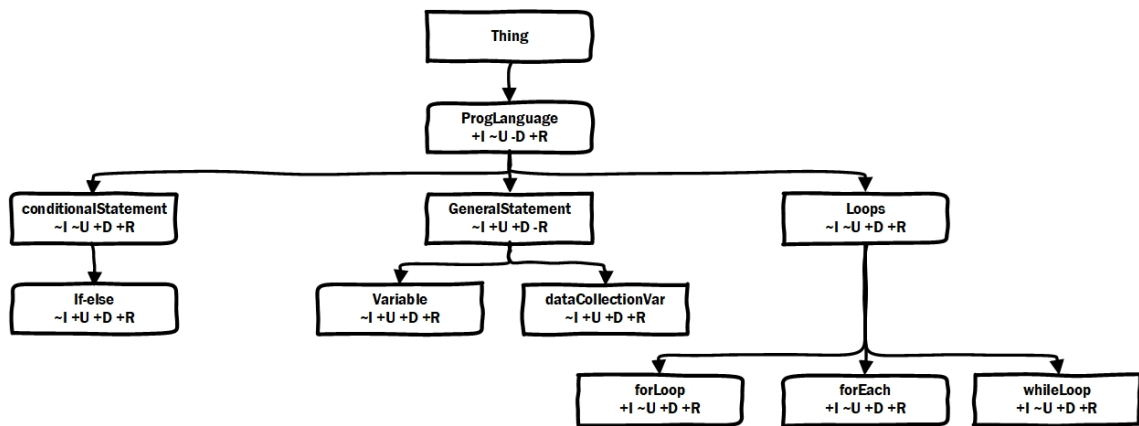 Thing
ProgLanguage
+I ~U -D +R
conditionalStatement
~I ~U +D +R
GeneralStatement
~I +U +D -R
Loops
~I ~U +D +R
If-else
~I +U +D +R
Variable
~I +U +D +R
dataCollectionVar
~I +U +D +R
forLoop
+I ~U +D +R
forEach
+I ~U +D +R
whileLoop
+I ~U +D +R